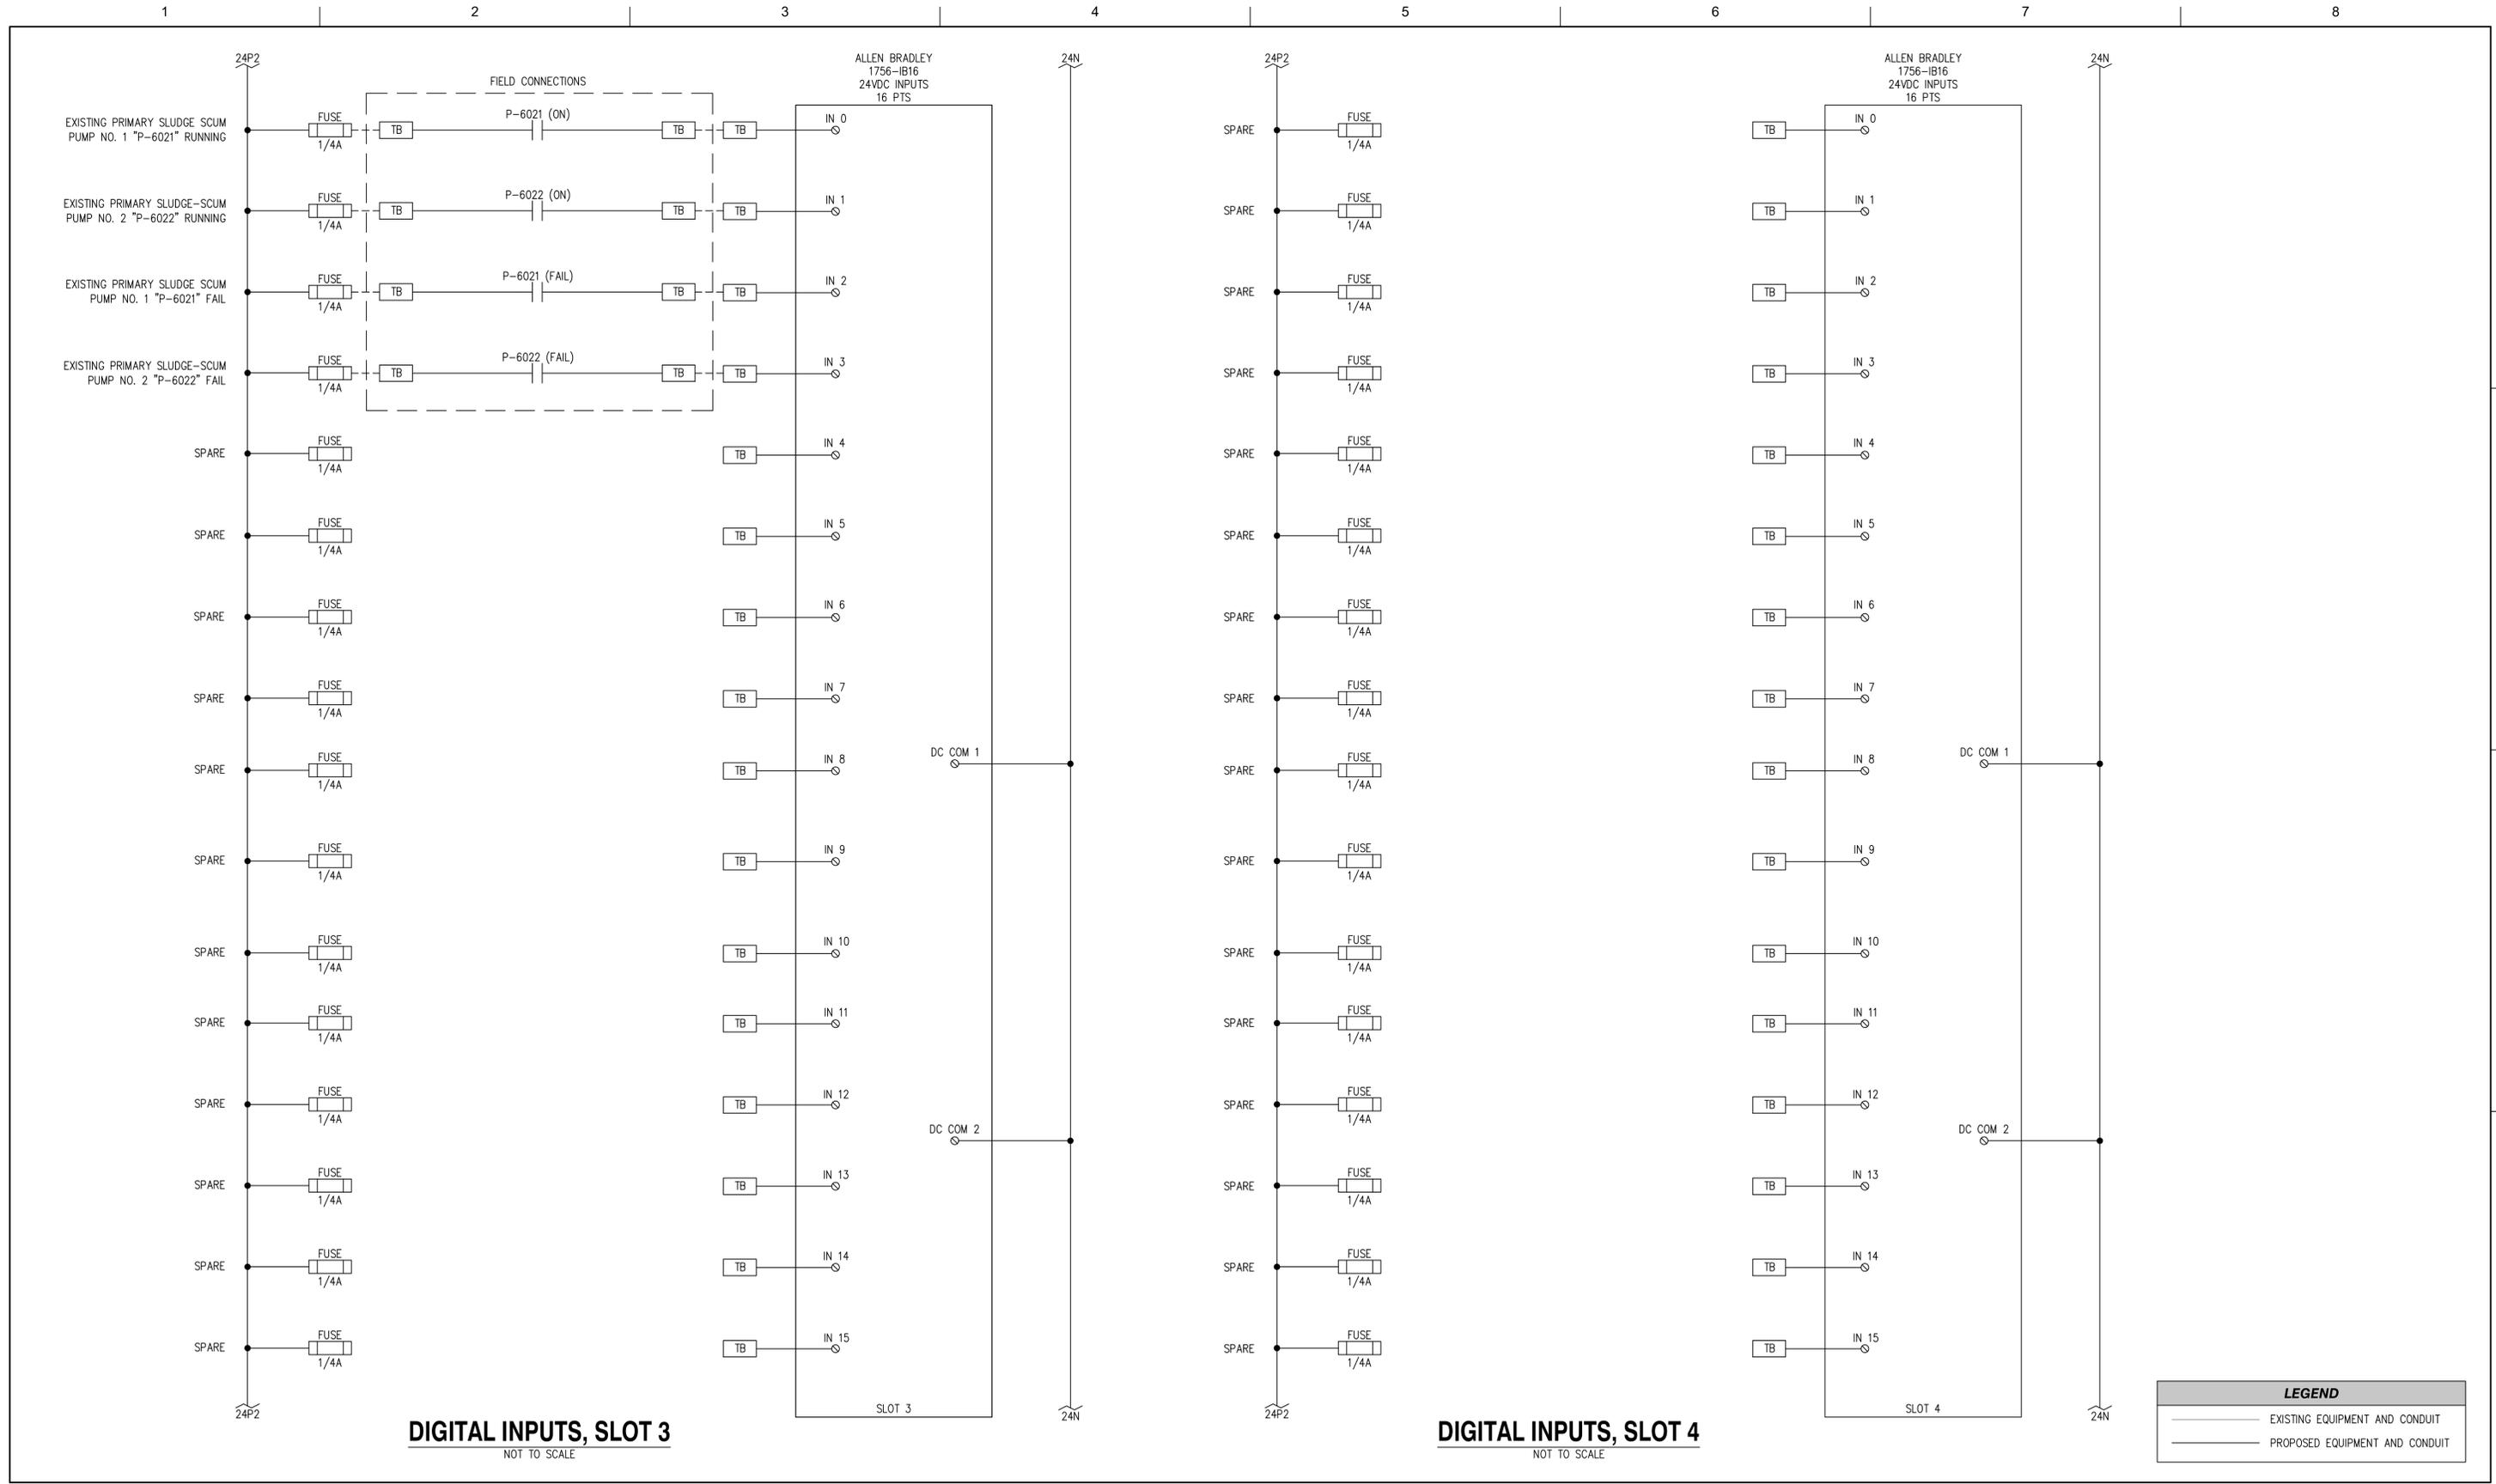 1 2 3 4 5 6 7 8
24P2
FIELD CONNECTIONS
ALLEN BRADLEY
1756-IB16
24VDC INPUTS
16 PTS
24N
EXISTING PRIMARY SLUDGE SCUM
PUMP NO. 1 "P-6021" RUNNING
FUSE
1/4A
TB
P-6021 (ON)
TB
TB
IN 0
EXISTING PRIMARY SLUDGE-SCUM
PUMP NO. 2 "P-6022" RUNNING
FUSE
1/4A
TB
P-6022 (ON)
TB
TB
IN 1
EXISTING PRIMARY SLUDGE SCUM
PUMP NO. 1 "P-6021" FAIL
FUSE
1/4A
TB
P-6021 (FAIL)
TB
TB
IN 2
EXISTING PRIMARY SLUDGE-SCUM
PUMP NO. 2 "P-6022" FAIL
FUSE
1/4A
TB
P-6022 (FAIL)
TB
TB
IN 3
SPARE
FUSE
1/4A
TB
IN 4
SPARE
FUSE
1/4A
TB
IN 5
SPARE
FUSE
1/4A
TB
IN 6
SPARE
FUSE
1/4A
TB
IN 7
SPARE
FUSE
1/4A
TB
IN 8
DC COM 1
SPARE
FUSE
1/4A
TB
IN 9
SPARE
FUSE
1/4A
TB
IN 10
SPARE
FUSE
1/4A
TB
IN 11
SPARE
FUSE
1/4A
TB
IN 12
DC COM 2
SPARE
FUSE
1/4A
TB
IN 13
SPARE
FUSE
1/4A
TB
IN 14
SPARE
FUSE
1/4A
TB
IN 15
SLOT 3
24P2
24N
DIGITAL INPUTS, SLOT 3
NOT TO SCALE
24P2
ALLEN BRADLEY
1756-IB16
24VDC INPUTS
16 PTS
24N
SPARE
FUSE
1/4A
TB
IN 0
SPARE
FUSE
1/4A
TB
IN 1
SPARE
FUSE
1/4A
TB
IN 2
SPARE
FUSE
1/4A
TB
IN 3
SPARE
FUSE
1/4A
TB
IN 4
SPARE
FUSE
1/4A
TB
IN 5
SPARE
FUSE
1/4A
TB
IN 6
SPARE
FUSE
1/4A
TB
IN 7
SPARE
FUSE
1/4A
TB
IN 8
DC COM 1
SPARE
FUSE
1/4A
TB
IN 9
SPARE
FUSE
1/4A
TB
IN 10
SPARE
FUSE
1/4A
TB
IN 11
SPARE
FUSE
1/4A
TB
IN 12
DC COM 2
SPARE
FUSE
1/4A
TB
IN 13
SPARE
FUSE
1/4A
TB
IN 14
SPARE
FUSE
1/4A
TB
IN 15
SLOT 4
24P2
24N
DIGITAL INPUTS, SLOT 4
NOT TO SCALE
LEGEND
EXISTING EQUIPMENT AND CONDUIT
PROPOSED EQUIPMENT AND CONDUIT